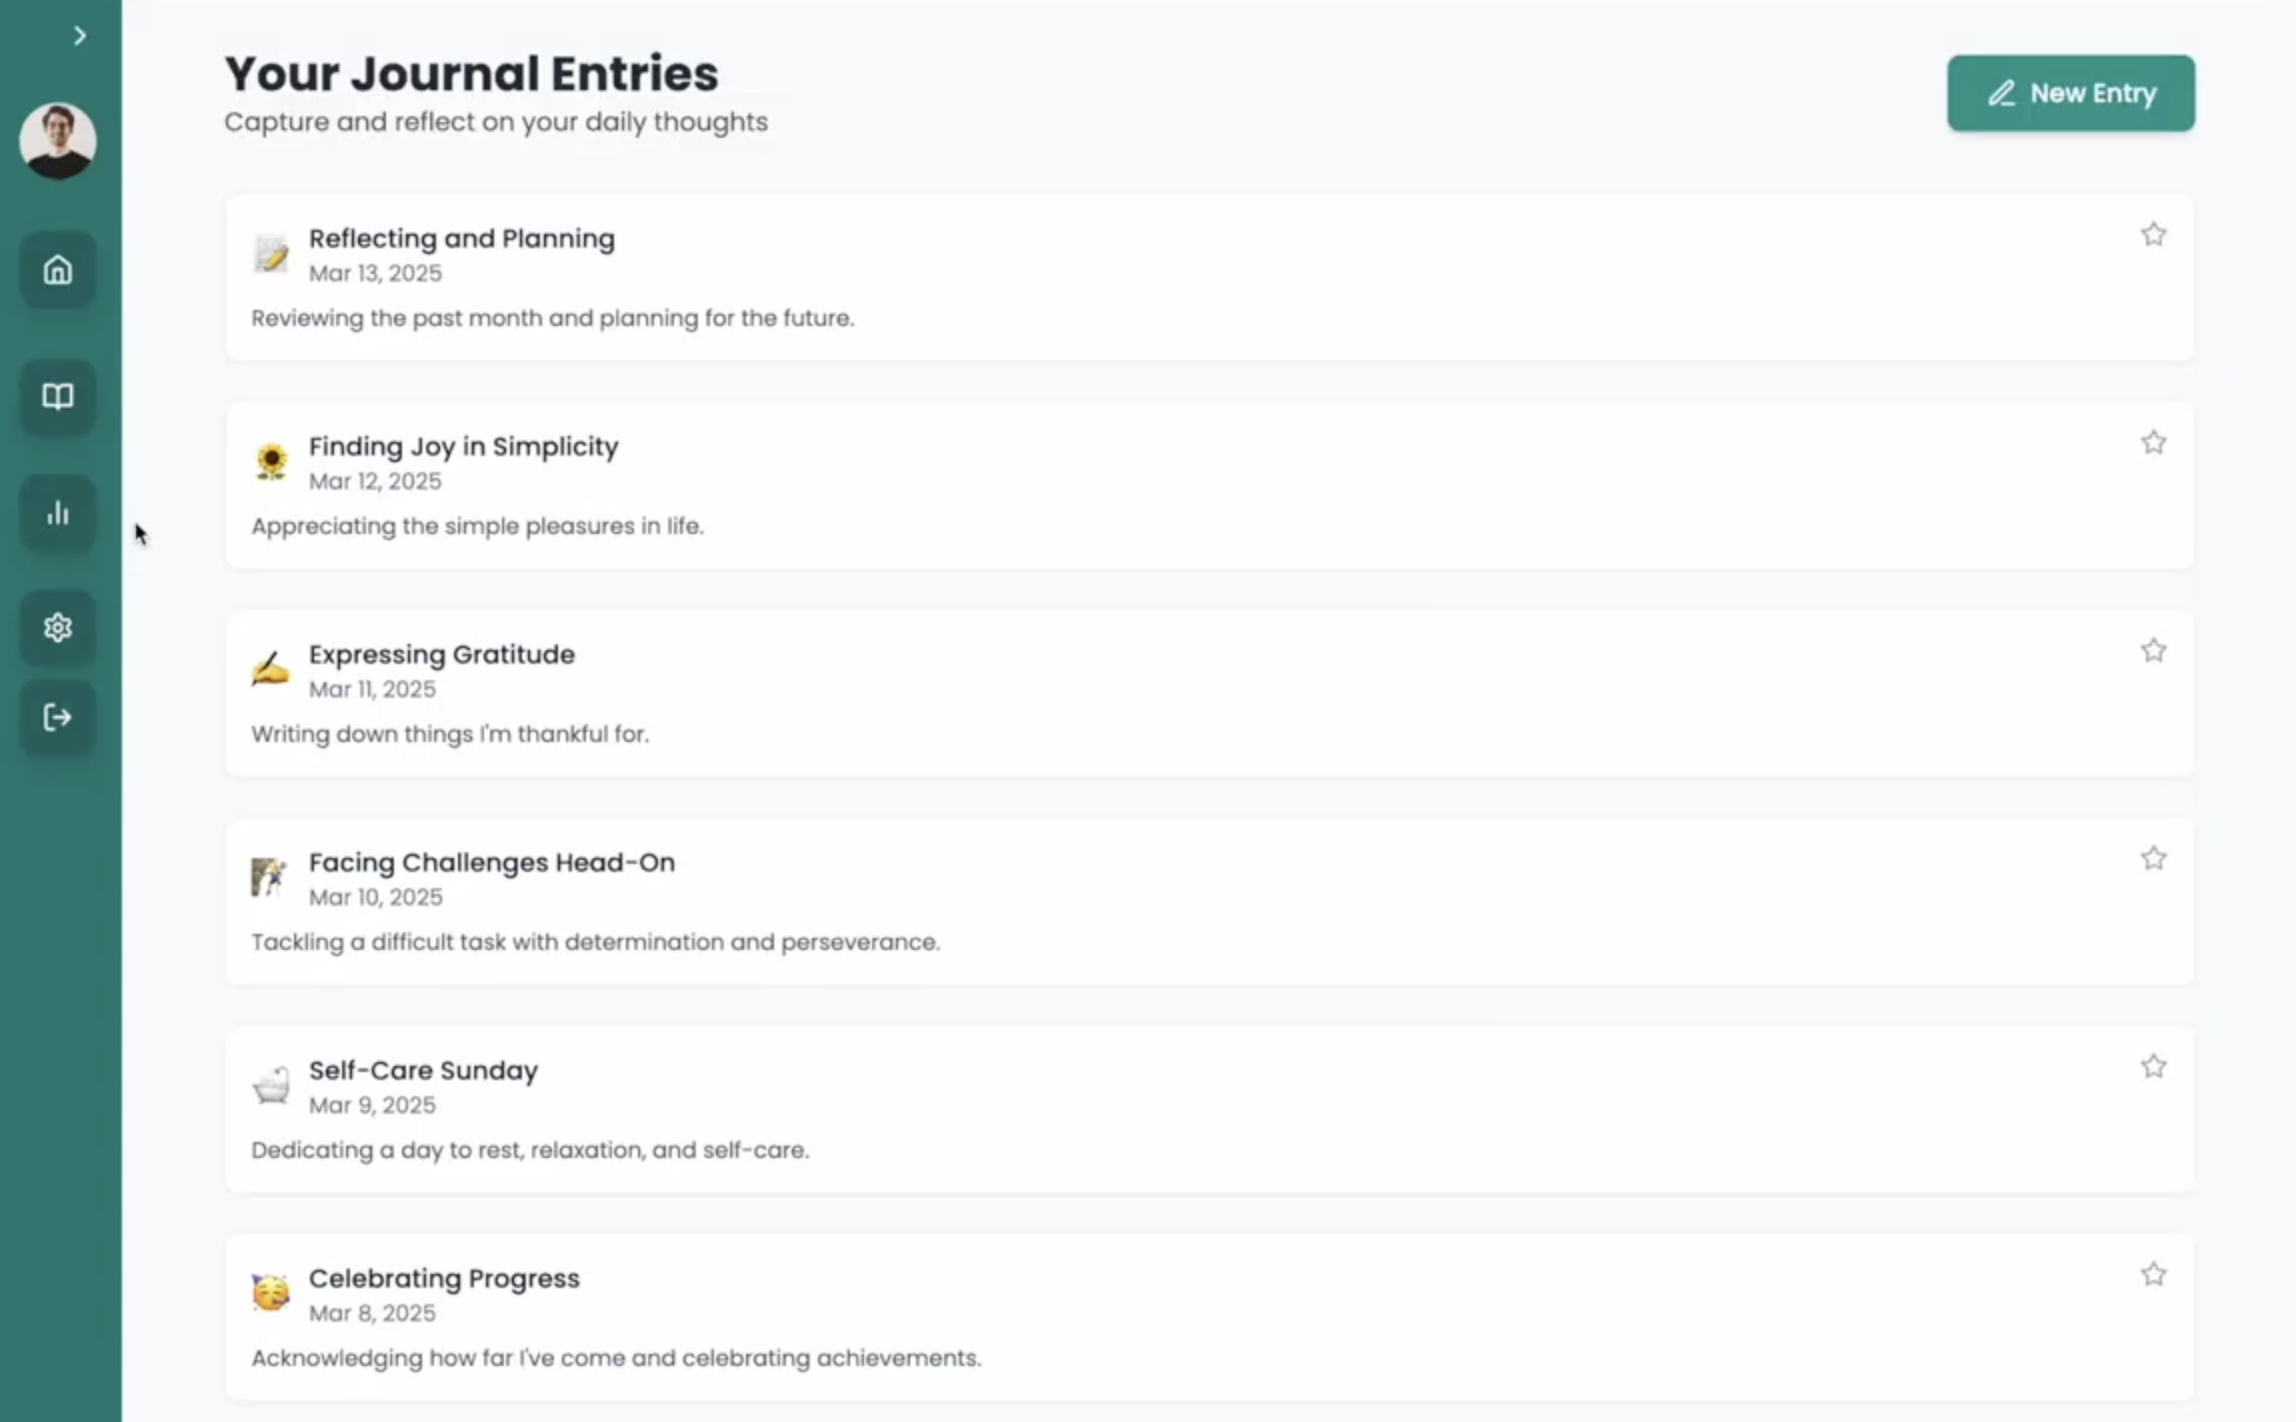 Your Journal Entries
Capture and reflect on your daily thoughts
New Entry
Reflecting and Planning
Mar 13, 2025
Reviewing the past month and planning for the future.
Finding Joy in Simplicity
Mar 12, 2025
Appreciating the simple pleasures in life.
Expressing Gratitude
Mar 11, 2025
Writing down things I'm thankful for.
Facing Challenges Head-On
Mar 10, 2025
Tackling a difficult task with determination and perseverance.
Self-Care Sunday
Mar 9, 2025
Dedicating a day to rest, relaxation, and self-care.
Celebrating Progress
Mar 8, 2025
Acknowledging how far I've come and celebrating achievements.